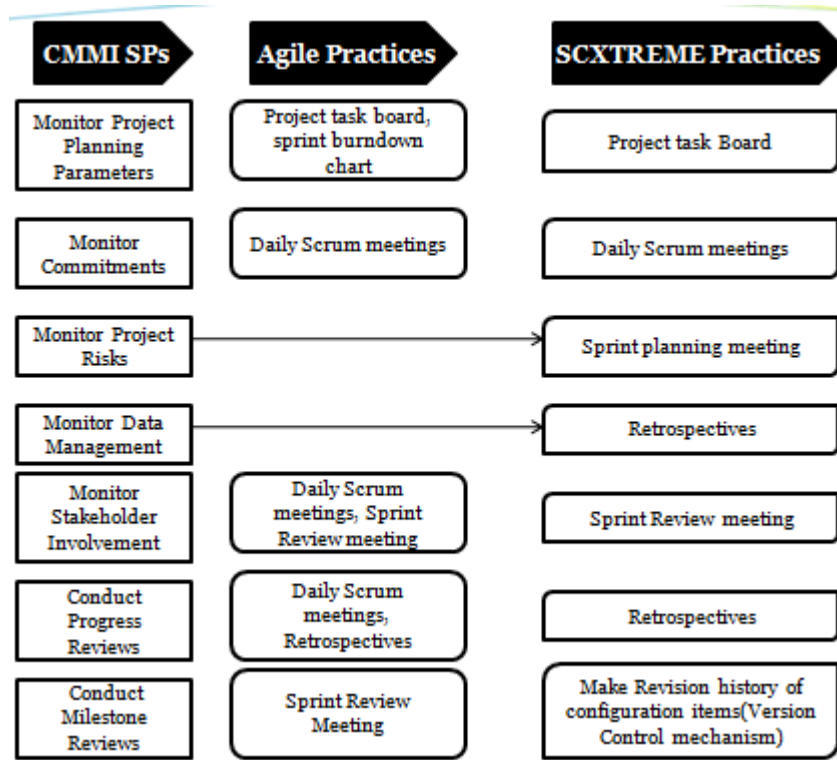 CMMI SPs
Agile Practices
SCXTREME Practices
Monitor Project
Planning
Parameters
Project task board,
sprint burndown
chart
Project task Board
Monitor
Commitments
Daily Scrum meetings
Daily Scrum meetings
Monitor Project
Risks
Sprint planning meeting
Monitor Data
Management
Retrospectives
Monitor
Stakeholder
Involvement
Daily Scrum
meetings, Sprint
Review meeting
Sprint Review meeting
Conduct
Progress
Reviews
Daily Scrum
meetings,
Retrospectives
Retrospectives
Conduct
Milestone
Reviews
Sprint Review
Meeting
Make Revision history of
configuration items(Version
Control mechanism)